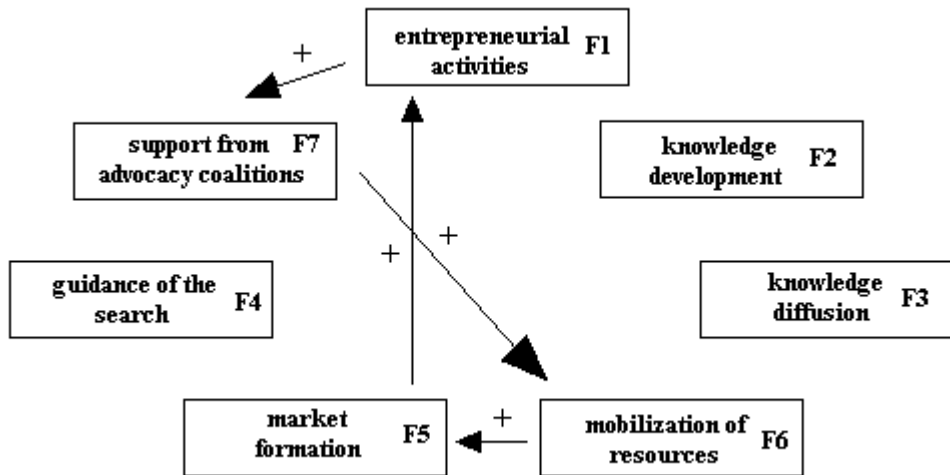 entrepreneurial
activities
F1
+
support from
advocacy coalitions
F7
knowledge
development
F2
+
+
guidance of the
search
F4
knowledge
diffusion
F3
market
formation
F5
+
mobilization of
resources
F6